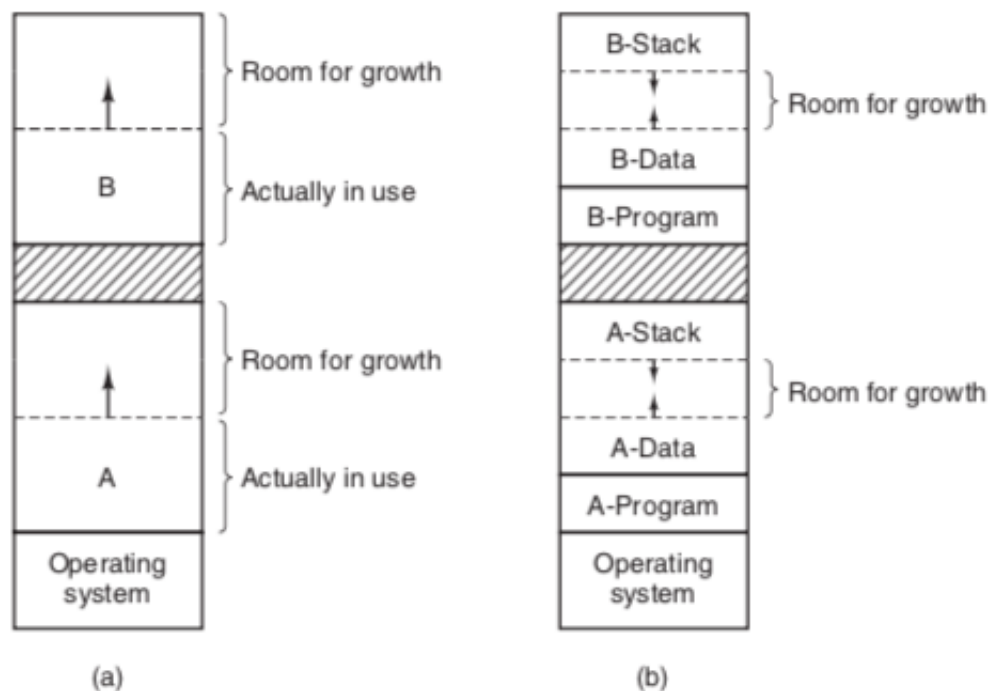 Room for growth
B
Actually in use
Room for growth
A
Actually in use
Operating
system
(a)
B-Stack
Room for growth
B-Data
B-Program
A-Stack
Room for growth
A-Data
A-Program
Operating
system
(b)